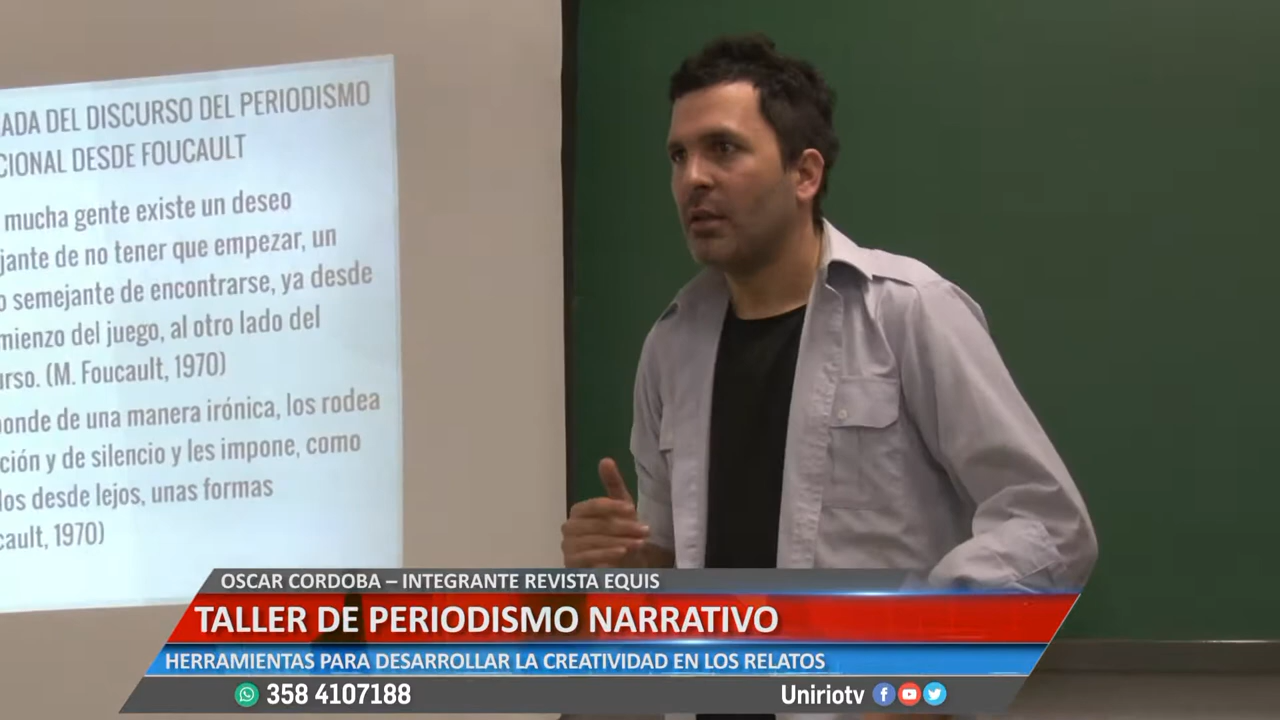 ADA DEL DISCURSO DEL PERIODISMO
CIONAL DESDE FOUCAULT
mucha gente existe un deseo
jante de no tener que empezar, un
o semejante de encontrarse, ya desde
mienzo del juego, al otro lado del
urso. (M. Foucault, 1970)
onde de una manera irónica, los rodea
ción y de silencio y les impone, como
los desde lejos, unas formas
cault, 1970)
OSCAR CORDOBA – INTEGRANTE REVISTA EQUIS
TALLER DE PERIODISMO NARRATIVO
HERRAMIENTAS PARA DESARROLLAR LA CREATIVIDAD EN LOS RELATOS
358 4107188 Uniriotv